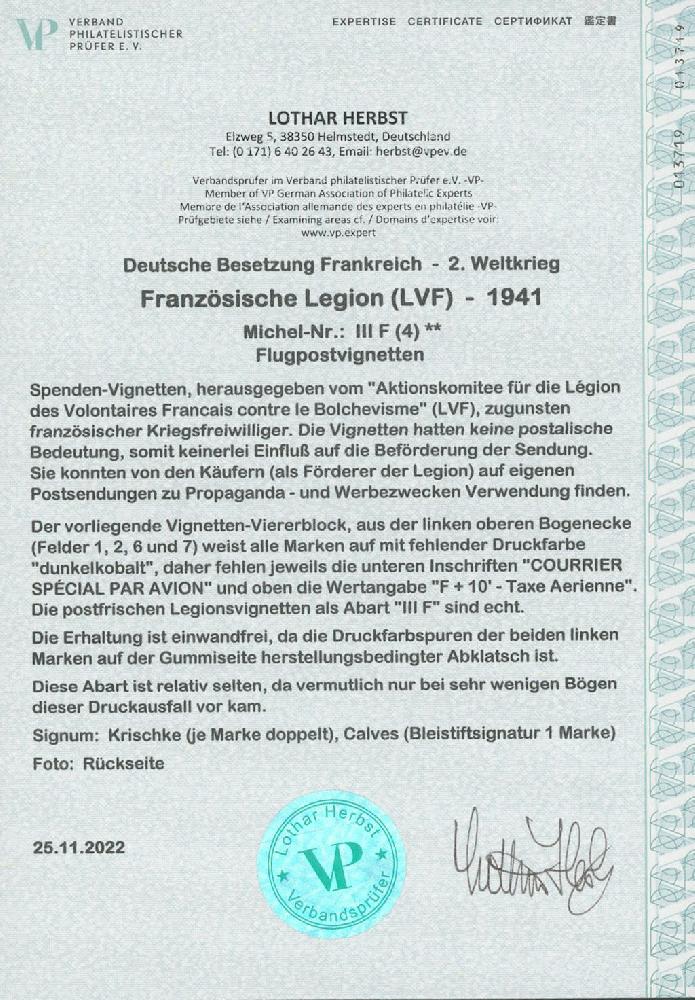 VP VERBAND
PHILATELISTISCHER
PRÜFER E. V.
EXPERTISE CERTIFICATE СЕРТИФИКАТ 鑑定書
013719 013719
LOTHAR HERBST
Elzweg 5, 38350 Helmstedt, Deutschland
Tel: (0 171) 6 40 26 43, Email: herbst@vpev.de
Verbandsprüfer im Verband philatelistischer Prüfer e.V. -VP-
Member of VP German Association of Philatelic Experts
Memore de l'Association allemande des experts en philatélie -VP-
Prüfgebiete siehe / Examining areas cf. / Domains d'expertise voir:
www.vp.expert
Deutsche Besetzung Frankreich - 2. Weltkrieg
Französische Legion (LVF) - 1941
Michel-Nr.: III F (4) **
Flugpostvignetten
Spenden-Vignetten, herausgegeben vom "Aktionskomitee für die Légion
des Volontaires Francais contre le Bolchevisme" (LVF), zugunsten
französischer Kriegsfreiwilliger. Die Vignetten hatten keine postalische
Bedeutung, somit keinerlei Einfluß auf die Beförderung der Sendung.
Sie konnten von den Käufern (als Förderer der Legion) auf eigenen
Postsendungen zu Propaganda - und Werbezwecken Verwendung finden.
Der vorliegende Vignetten-Viererblock, aus der linken oberen Bogenecke
(Felder 1, 2, 6 und 7) weist alle Marken auf mit fehlender Druckfarbe
"dunkelkobalt", daher fehlen jeweils die unteren Inschriften "COURRIER
SPÉCIAL PAR AVION" und oben die Wertangabe "F + 10' - Taxe Aerienne".
Die postfrischen Legionsvignetten als Abart "III F" sind echt.
Die Erhaltung ist einwandfrei, da die Druckfarbspuren der beiden linken
Marken auf der Gummiseite herstellungsbedingter Abklatsch ist.
Diese Abart ist relativ selten, da vermutlich nur bei sehr wenigen Bögen
dieser Druckausfall vor kam.
Signum: Krischke (je Marke doppelt), Calves (Bleistiftsignatur 1 Marke)
Foto: Rückseite
25.11.2022
Lothar Herbst
VP
Verbandsprüfer
Lothar Herbst